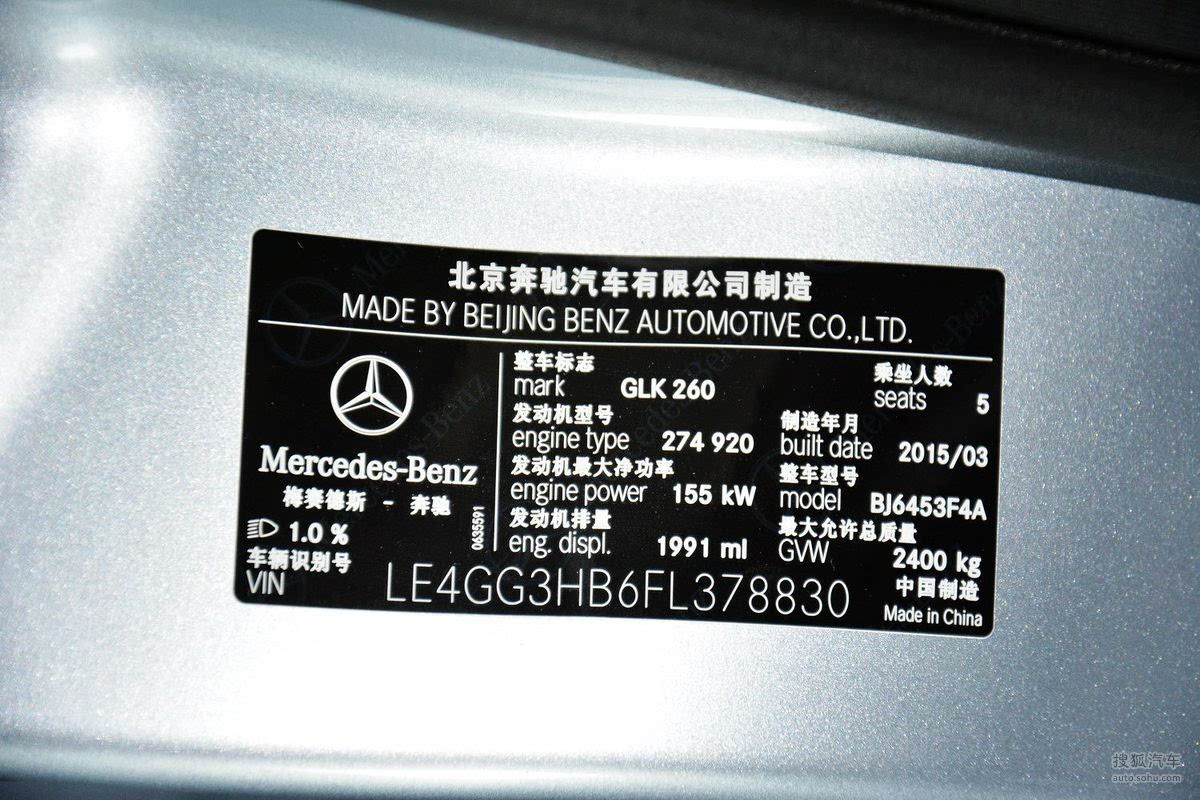 北京奔驰汽车有限公司制造
MADE BY BEIJING BENZ AUTOMOTIVE CO.,LTD.
Mercedes-Benz
梅赛德斯 - 奔驰
1.0 %
0635591
整车标志
mark GLK 260
乘坐人数
seats 5
发动机型号
engine type 274 920
制造年月
built date 2015/03
发动机最大净功率
engine power 155 kW
整车型号
model BJ6453F4A
发动机排量
eng. displ. 1991 ml
最大允许总质量
GVW 2400 kg
车辆识别号
VIN LE4GG3HB6FL378830
中国制造
Made in China
搜狐汽车
auto.sohu.com